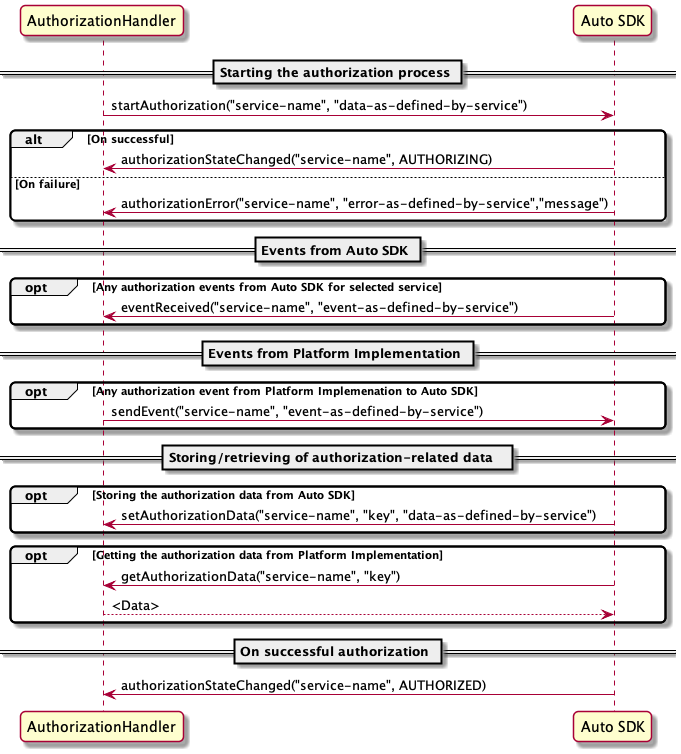 AuthorizationHandler
Auto SDK
Starting the authorization process
startAuthorization("service-name", "data-as-defined-by-service")
alt
[On successful]
authorizationStateChanged("service-name", AUTHORIZING)
[On failure]
authorizationError("service-name", "error-as-defined-by-service","message")
Events from Auto SDK
opt
[Any authorization events from Auto SDK for selected service]
eventReceived("service-name", "event-as-defined-by-service")
Events from Platform Implementation
opt
[Any authorization event from Platform Implemenation to Auto SDK]
sendEvent("service-name", "event-as-defined-by-service")
Storing/retrieving of authorization-related data
opt
[Storing the authorization data from Auto SDK]
setAuthorizationData("service-name", "key", "data-as-defined-by-service")
opt
[Getting the authorization data from Platform Implementation]
getAuthorizationData("service-name", "key")
<Data>
On successful authorization
authorizationStateChanged("service-name", AUTHORIZED)
AuthorizationHandler
Auto SDK